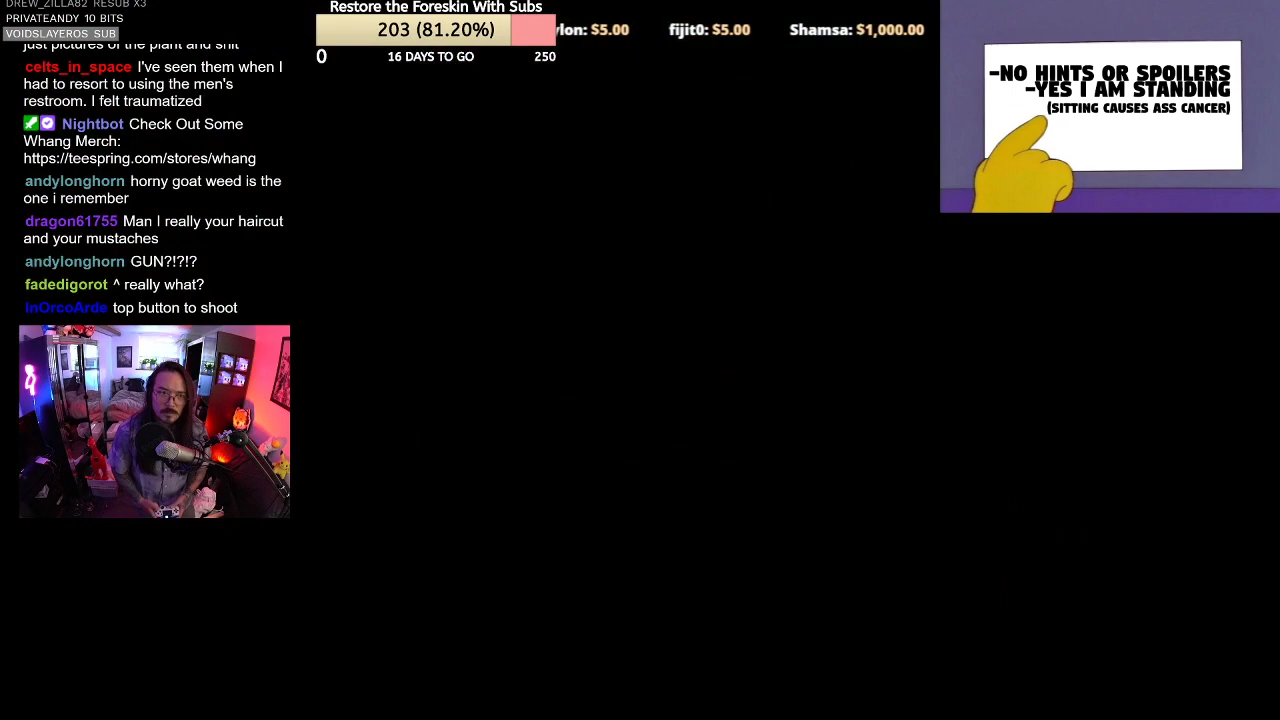 DREW_ZILLA82 RESUB X3
PRIVATEANDY 10 BITS
VOIDSLAYEROS SUB
just pictures of the plant and shit
celts_in_space I've seen them when I
had to resort to using the men's
restroom. I felt traumatized
Nightbot Check Out Some
Whang Merch:
https://teespring.com/stores/whang
andylonghorn horny goat weed is the
one i remember
dragon61755 Man I really your haircut
and your mustaches
andylonghorn GUN?!?!?
fadedigorot ^ really what?
InOrcoArde top button to shoot
Restore the Foreskin With Subs
203 (81.20%)
0 16 DAYS TO GO 250
lon: $5.00 fijit0: $5.00 Shamsa: $1,000.00
-NO HINTS OR SPOILERS
-YES I AM STANDING
(SITTING CAUSES ASS CANCER)